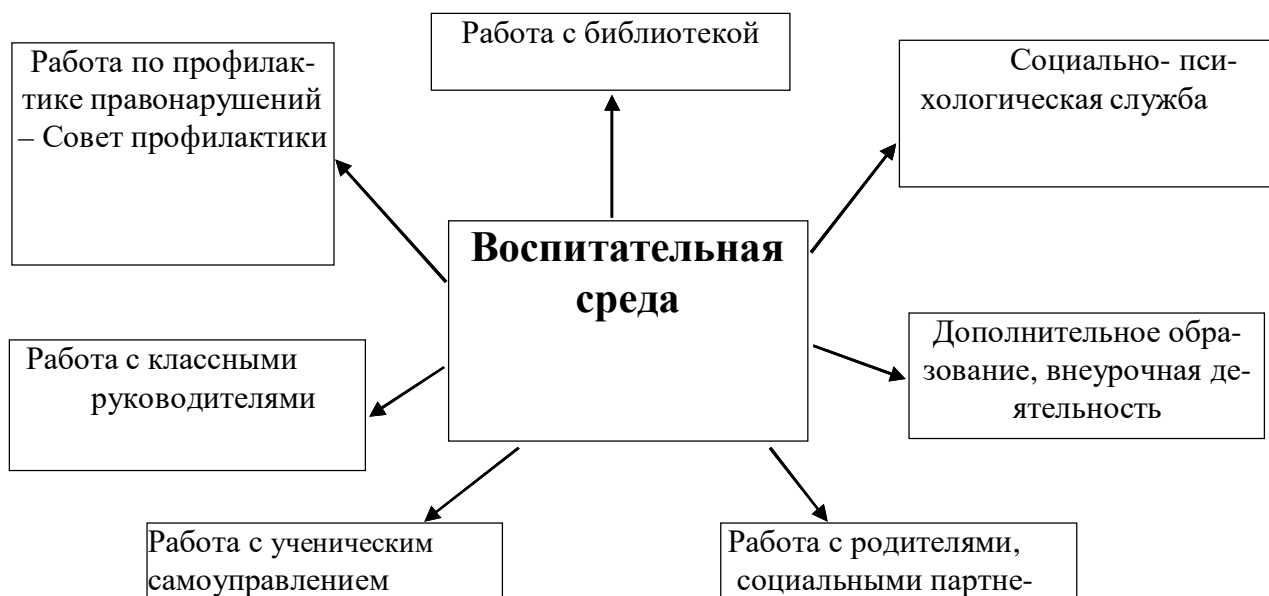 Работа с библиотекой
Работа по профилак-
тике правонарушений
– Совет профилактики
Социально- пси-
хологическая служба
Воспитательная
среда
Работа с классными
руководителями
Дополнительное обра-
зование, внеурочная де-
ятельность
Работа с ученическим
самоуправлением
Работа с родителями,
социальными партне-